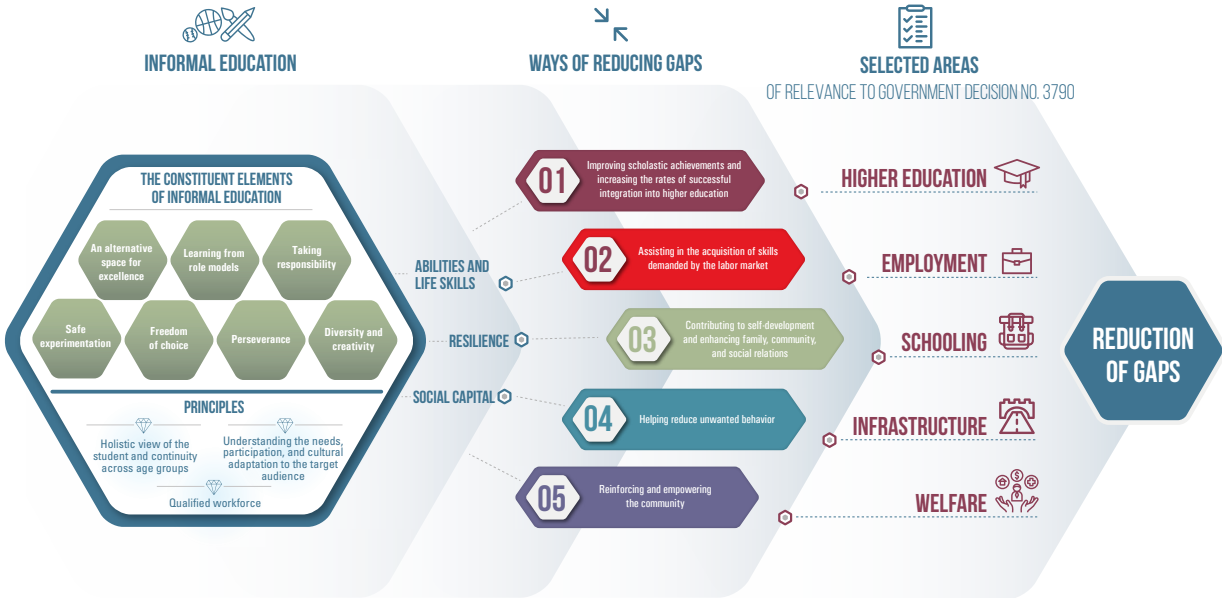 INFORMAL EDUCATION
WAYS OF REDUCING GAPS
SELECTED AREAS
OF RELEVANCE TO GOVERNMENT DECISION NO. 3790
THE CONSTITUENT ELEMENTS
OF INFORMAL EDUCATION
An alternative
space for
excellence
Learning from
role models
Taking
responsibility
Safe
experimentation
Freedom
of choice
Perseverance
Diversity and
creativity
PRINCIPLES
Holistic view of the
student and continuity
across age groups
Understanding the needs,
participation, and cultural
adaptation to the target
audience
Qualified workforce
ABILITIES AND
LIFE SKILLS
RESILIENCE
SOCIAL CAPITAL
01
Improving scholastic achievements and
increasing the rates of successful
integration into higher education
02
Assisting in the acquisition of skills
demanded by the labor market
03
Contributing to self-development
and enhancing family, community,
and social relations
04
Helping reduce unwanted behavior
05
Reinforcing and empowering
the community
HIGHER EDUCATION
EMPLOYMENT
SCHOOLING
INFRASTRUCTURE
WELFARE
$
REDUCTION
OF GAPS